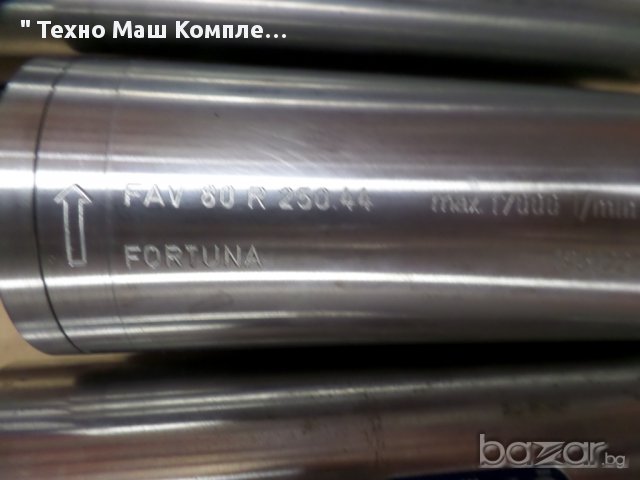 " Техно Маш Компле...
FAV 80 R 250.44 max. 17000 1/min
FORTUNA
bazar.bg